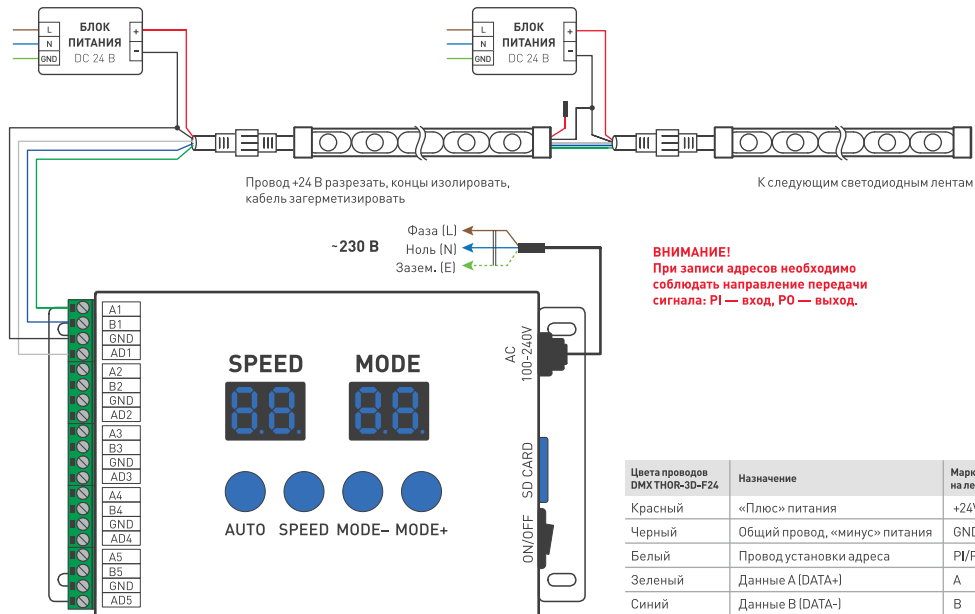 L
N
GND
БЛОК
ПИТАНИЯ
DC 24 В
+
−
L
N
GND
БЛОК
ПИТАНИЯ
DC 24 В
+
−
Провод +24 В разрезать, концы изолировать,
кабель загерметизировать
К следующим светодиодным лентам
~230 В
Фаза (L)
Ноль (N)
Зазем. (E)
ВНИМАНИЕ!
При записи адресов необходимо
соблюдать направление передачи
сигнала: PI — вход, PO — выход.
A1
B1
GND
AD1
A2
B2
GND
AD2
A3
B3
GND
AD3
A4
B4
GND
AD4
A5
B5
GND
AD5
SPEED
MODE
8.8.
8.8.
AUTO SPEED MODE− MODE+
AC
100-240V
SD CARD
ON/OFF
Цвета проводов
DMX THOR-3D-F24
Назначение
Красный
«Плюс» питания
Черный
Общий провод, «минус» питания
GND
Белый
Провод установки адреса
Зеленый
Данные A (DATA+)
A
Синий
Данные B (DATA-)
B